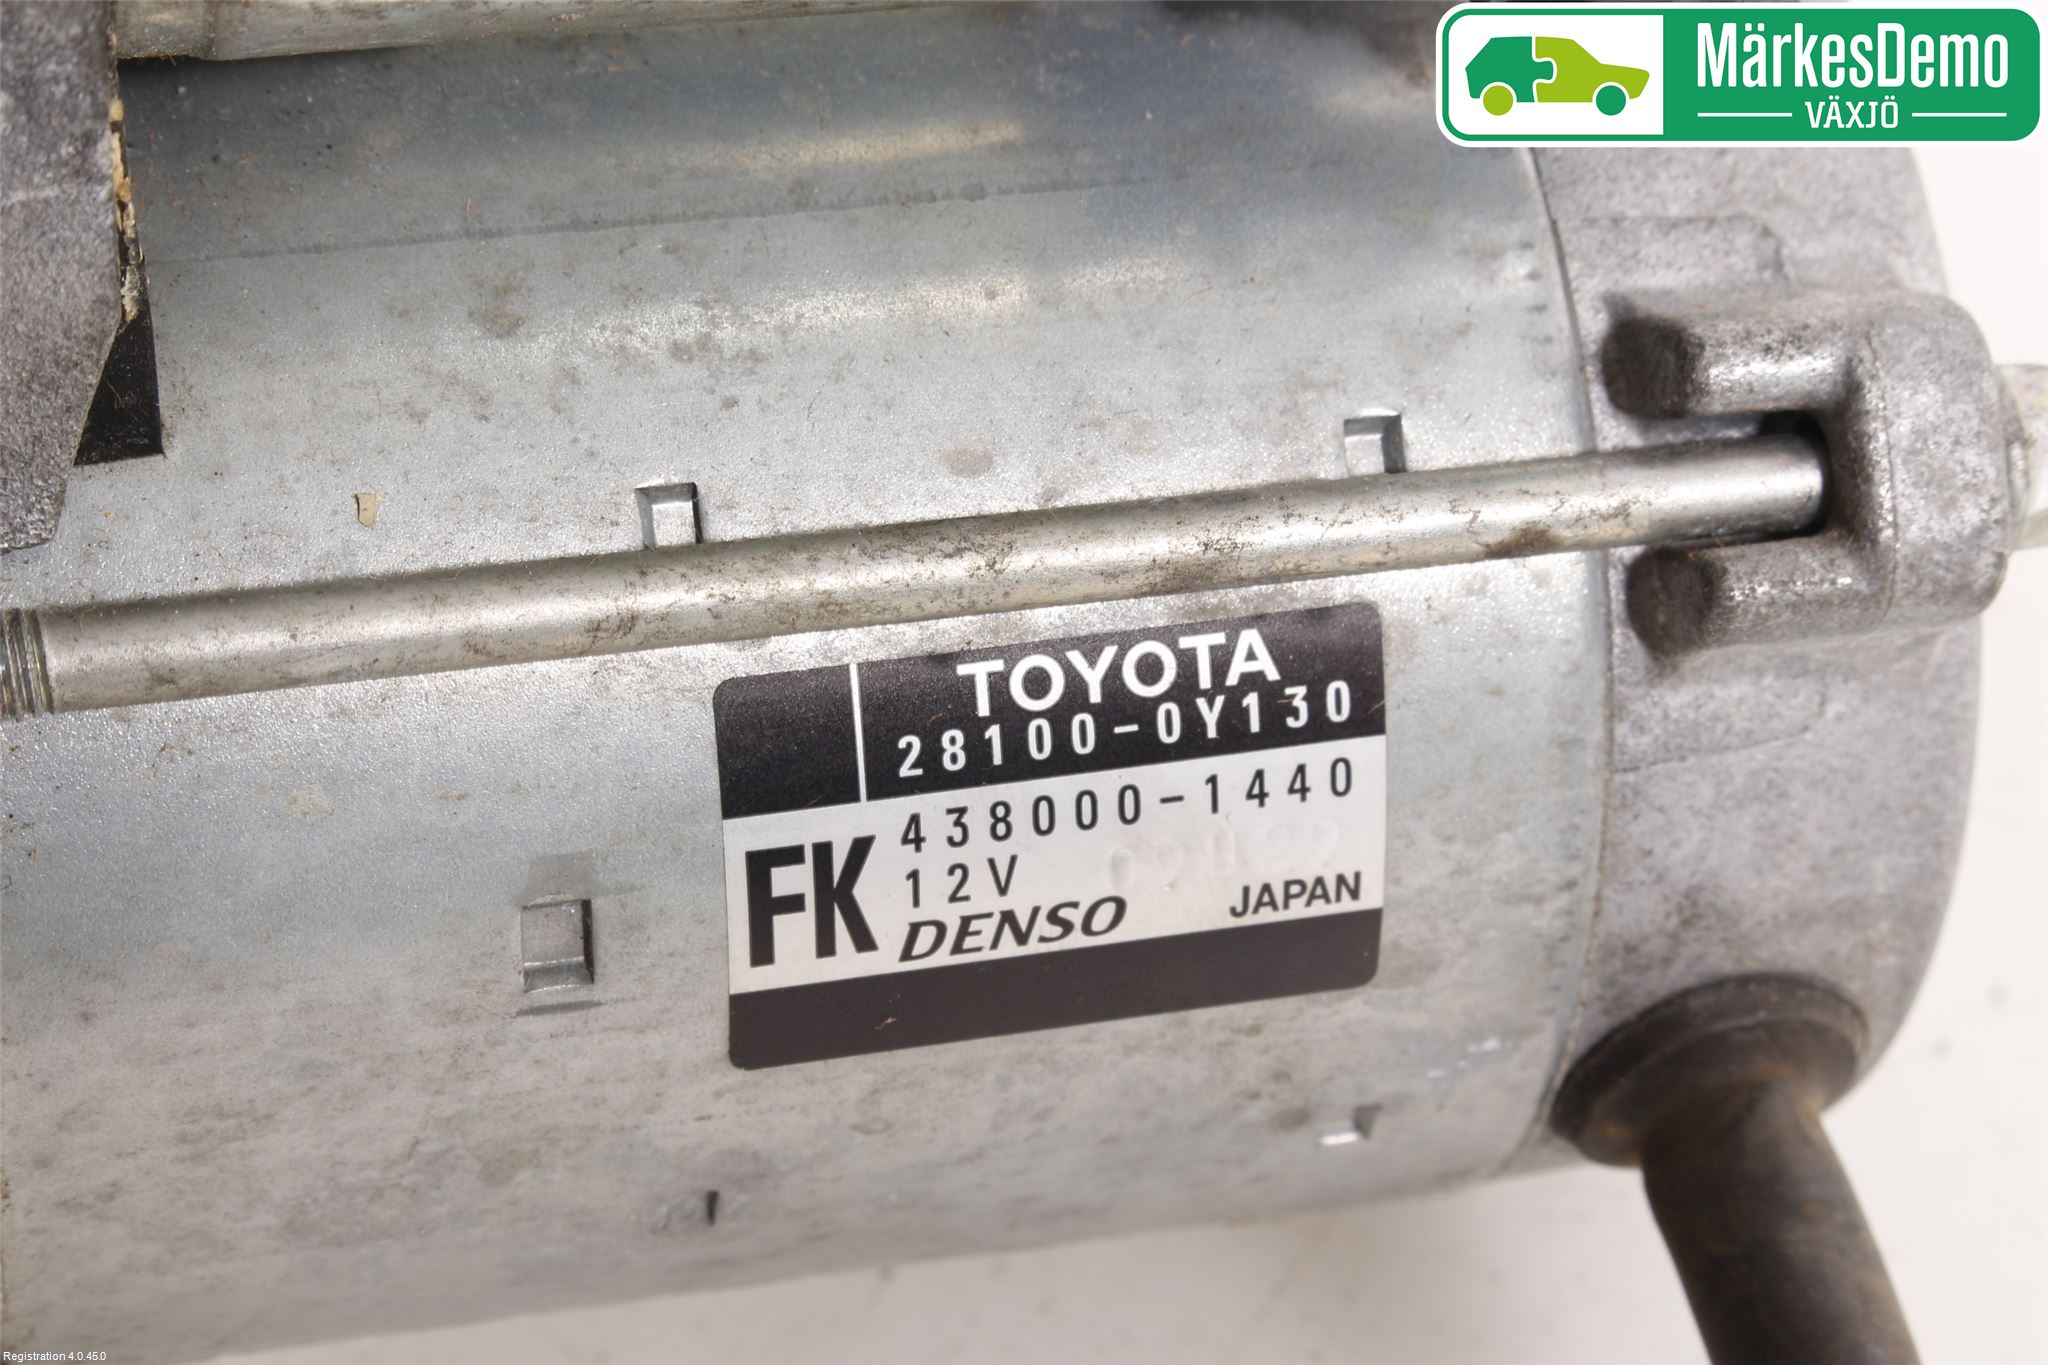 MärkesDemo
VÄXJÖ
TOYOTA
28100-0Y130
438000-1440
FK
12V
DENSO
JAPAN
Registration 4.0.45.0